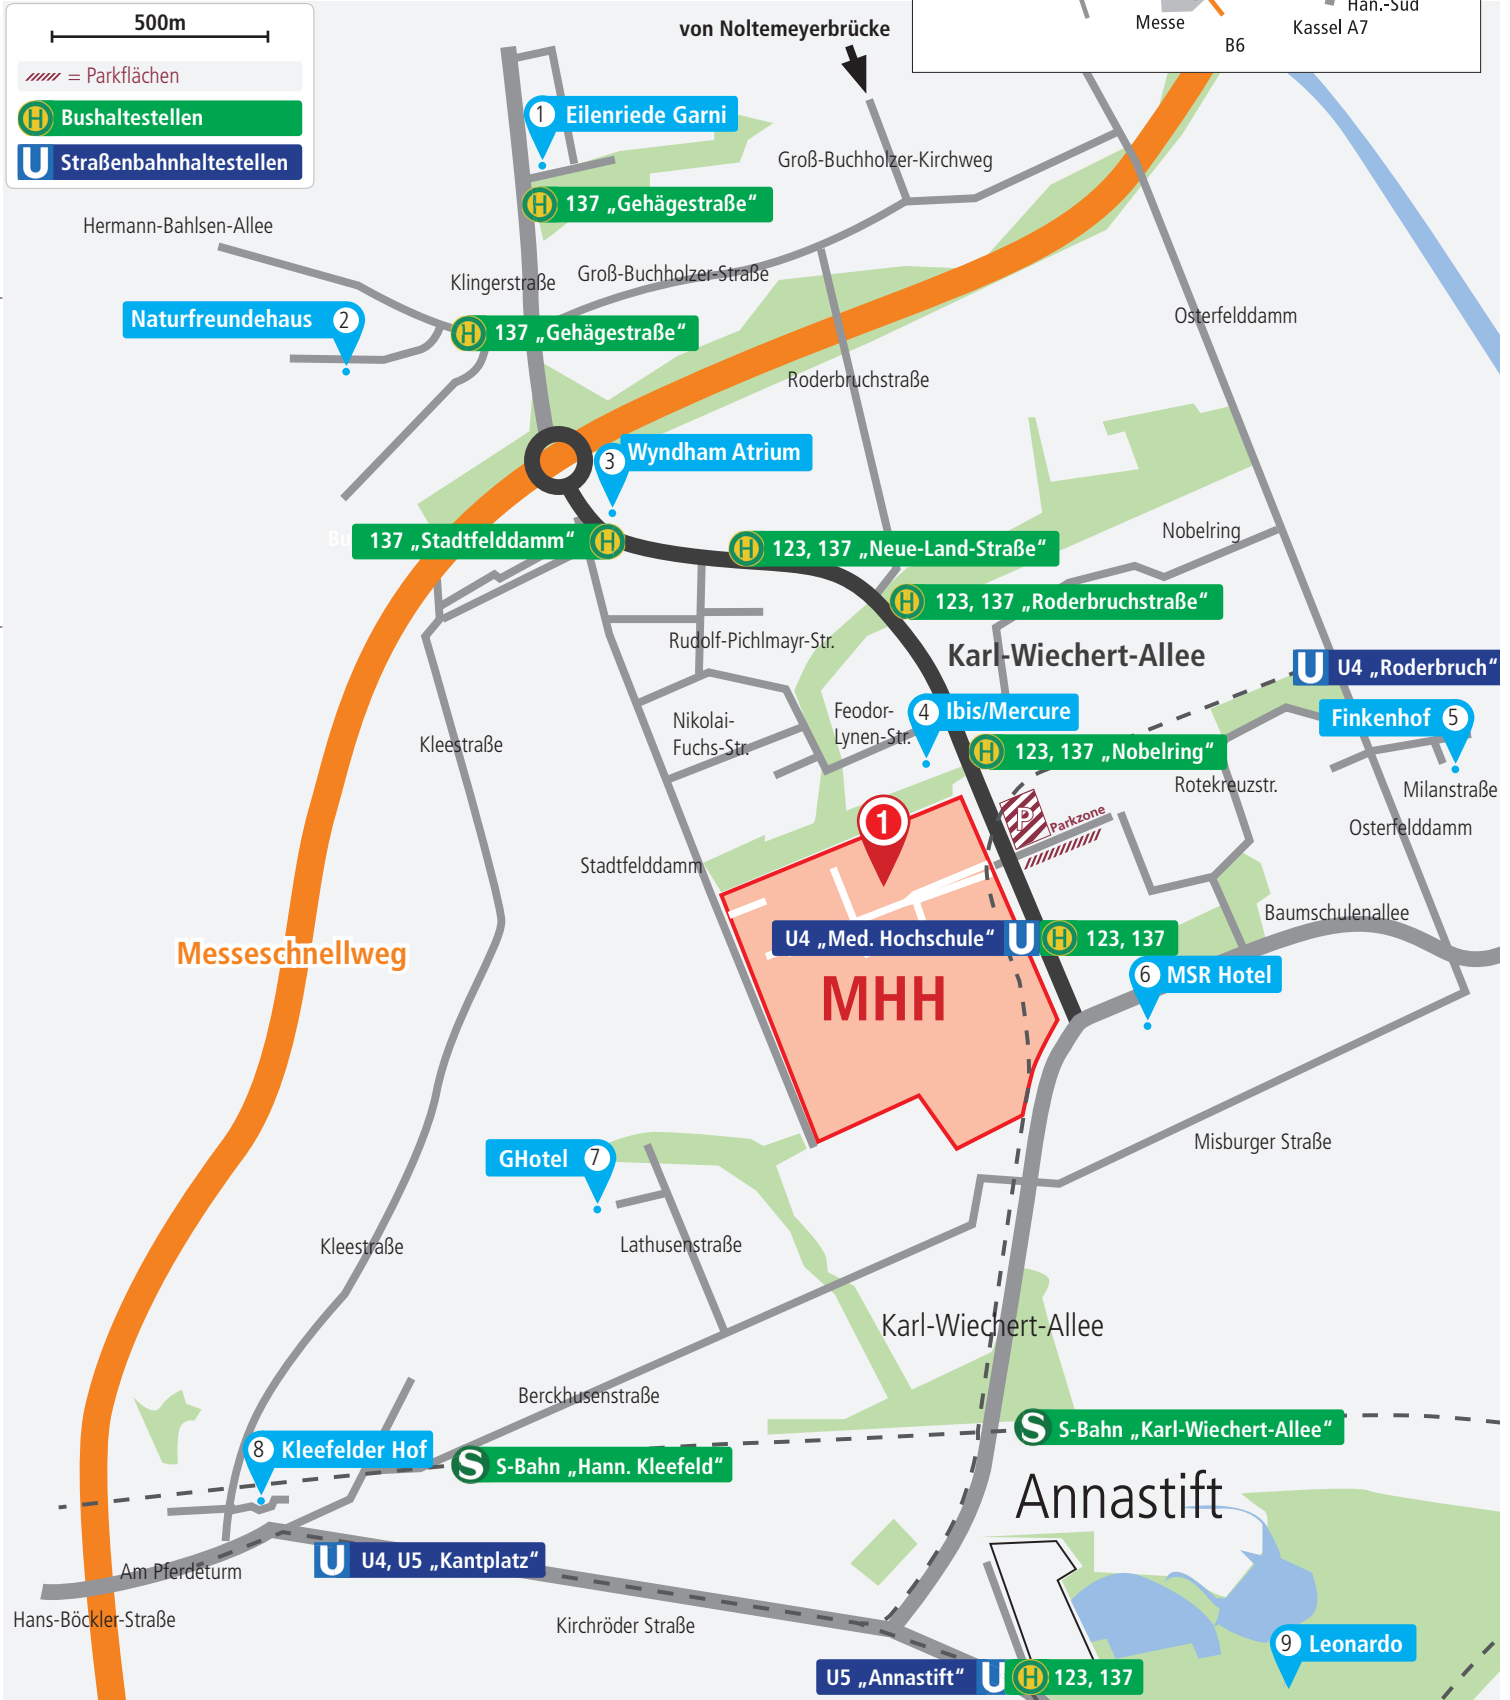 500m
= Parkflächen
H Bushaltestellen
U Straßenbahnhaltestellen
von Noltemeyerbrücke
Messe
B6
Han.-Süd
Kassel A7
1 Eilenriede Garni
Groß-Buchholzer-Kirchweg
H 137 „Gehägestraße“
Hermann-Bahlsen-Allee
Klingerstraße
Groß-Buchholzer-Straße
Naturfreundehaus 2
H 137 „Gehägestraße“
Osterfelddamm
Roderbruchstraße
3 Wyndham Atrium
Bu
137 „Stadtfelddamm“ H
H 123, 137 „Neue-Land-Straße“
Nobelring
H 123, 137 „Roderbruchstraße“
Rudolf-Pichlmayr-Str.
Karl-Wiechert-Allee
U U4 „Roderbruch“
Nikolai-
Fuchs-Str.
Feodor-
Lynen-Str.
4 Ibis/Mercure
Finkenhof 5
Kleestraße
H 123, 137 „Nobelring“
Rotekreuzstr.
Milanstraße
P
Parkzone
1
Osterfelddamm
Stadtfelddamm
Baumschulenallee
Messeschnellweg
U4 „Med. Hochschule“ U H 123, 137
6 MSR Hotel
MHH
Misburger Straße
GHotel 7
Kleestraße
Lathusenstraße
Karl-Wiechert-Allee
Berckhusenstraße
8 Kleefelder Hof
S S-Bahn „Karl-Wiechert-Allee“
S S-Bahn „Hann. Kleefeld“
Annastift
U U4, U5 „Kantplatz“
Am Pferdeturm
Hans-Böckler-Straße
Kirchröder Straße
9 Leonardo
U5 „Annastift“ U H 123, 137